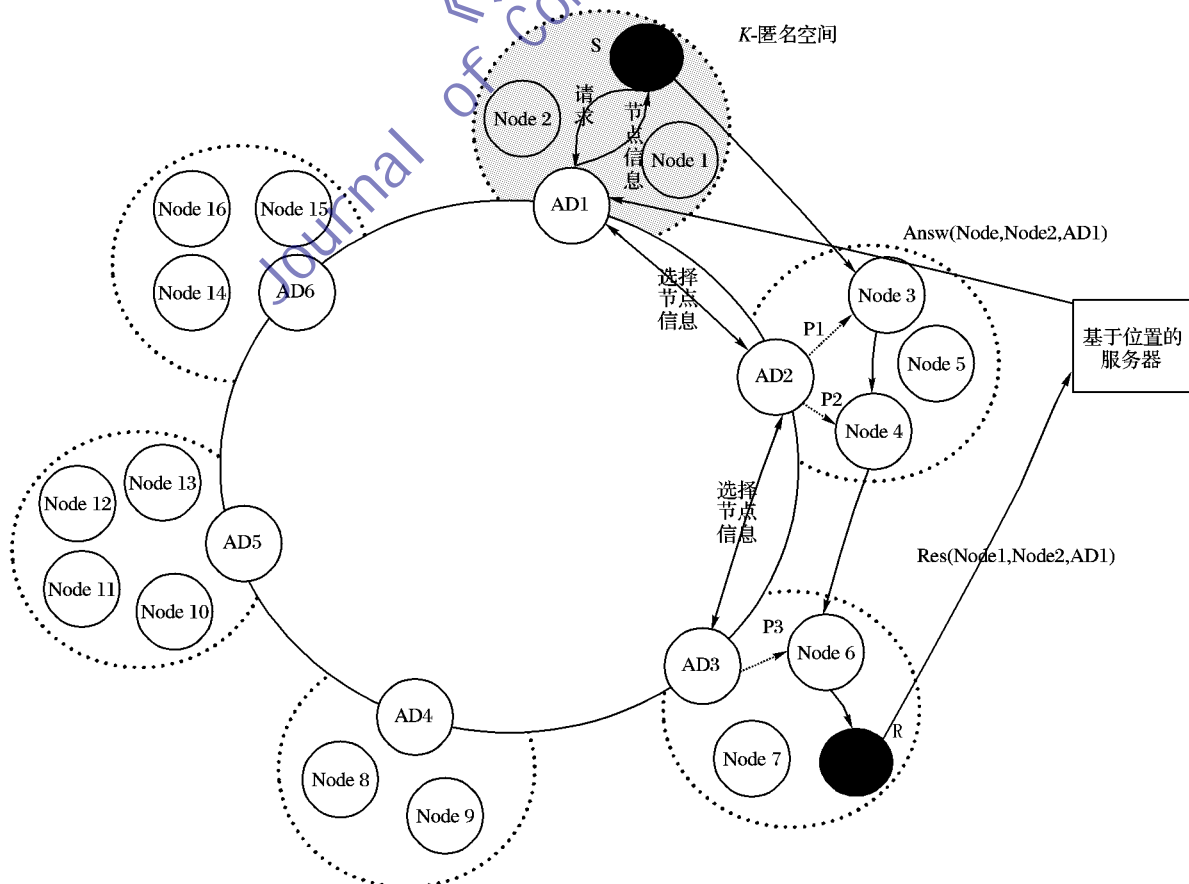 《
Journal of Co
K-匿名空间
S
请求
节点信息
Node 2
Node 1
AD1
Node 16
Node 15
Node 14
AD6
选择
节点
信息
Answ(Node,Node2,AD1)
Node 3
P1
Node 5
AD2
P2
Node 4
基于位置的
服务器
Node 12
Node 13
Node 11
Node 10
AD5
选择
节点
信息
Res(Node1,Node2,AD1)
P3
AD3
Node 6
Node 7
R
AD4
Node 8
Node 9